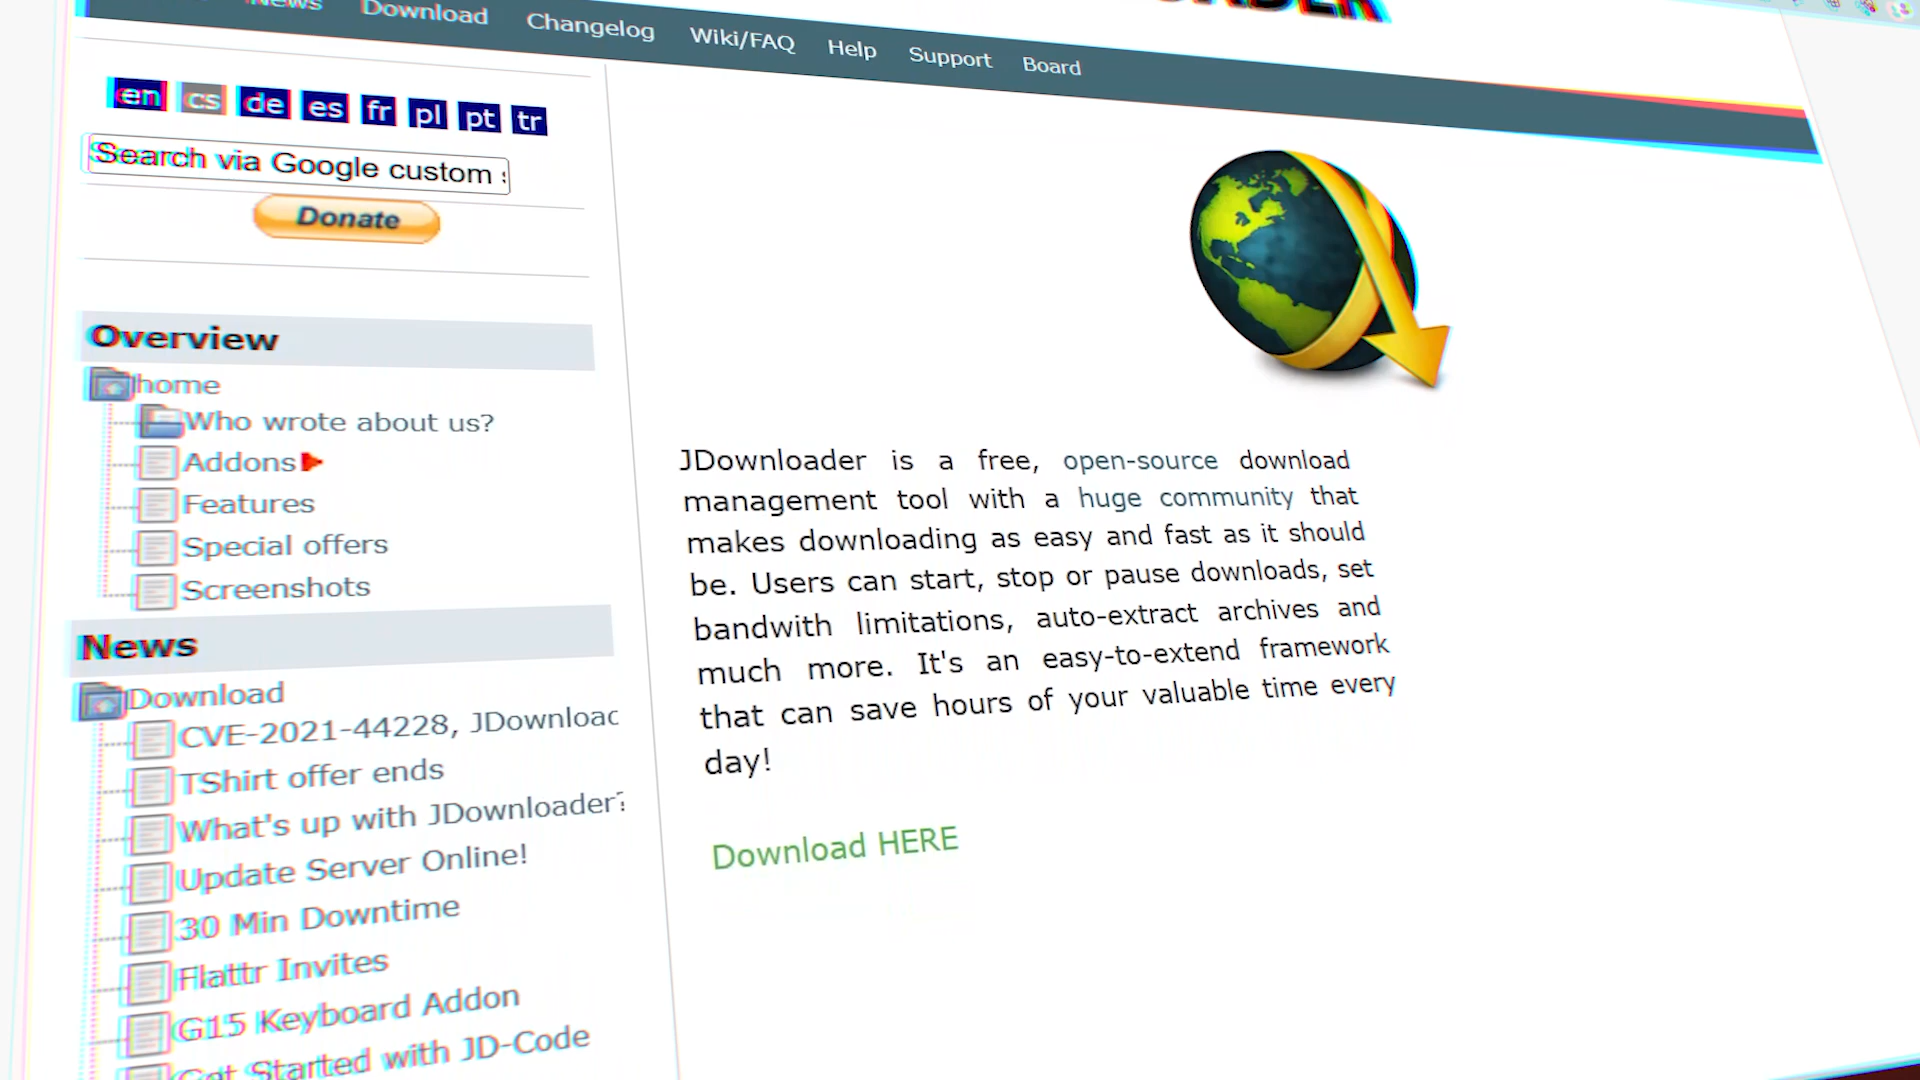 News Download Changelog Wiki/FAQ Help Support Board
en cs de es fr pl pt tr
Search via Google custom
Donate
Overview
home
Who wrote about us?
Addons
Features
Special offers
Screenshots
News
Download
CVE-2021-44228, JDownloac
TShirt offer ends
What's up with JDownloader?
Update Server Online!
30 Min Downtime
Flattr Invites
G15 Keyboard Addon
Get Started with JD-Code
JDownloader is a free, open-source download
management tool with a huge community that
makes downloading as easy and fast as it should
be. Users can start, stop or pause downloads, set
bandwith limitations, auto-extract archives and
much more. It's an easy-to-extend framework
that can save hours of your valuable time every
day!
Download HERE